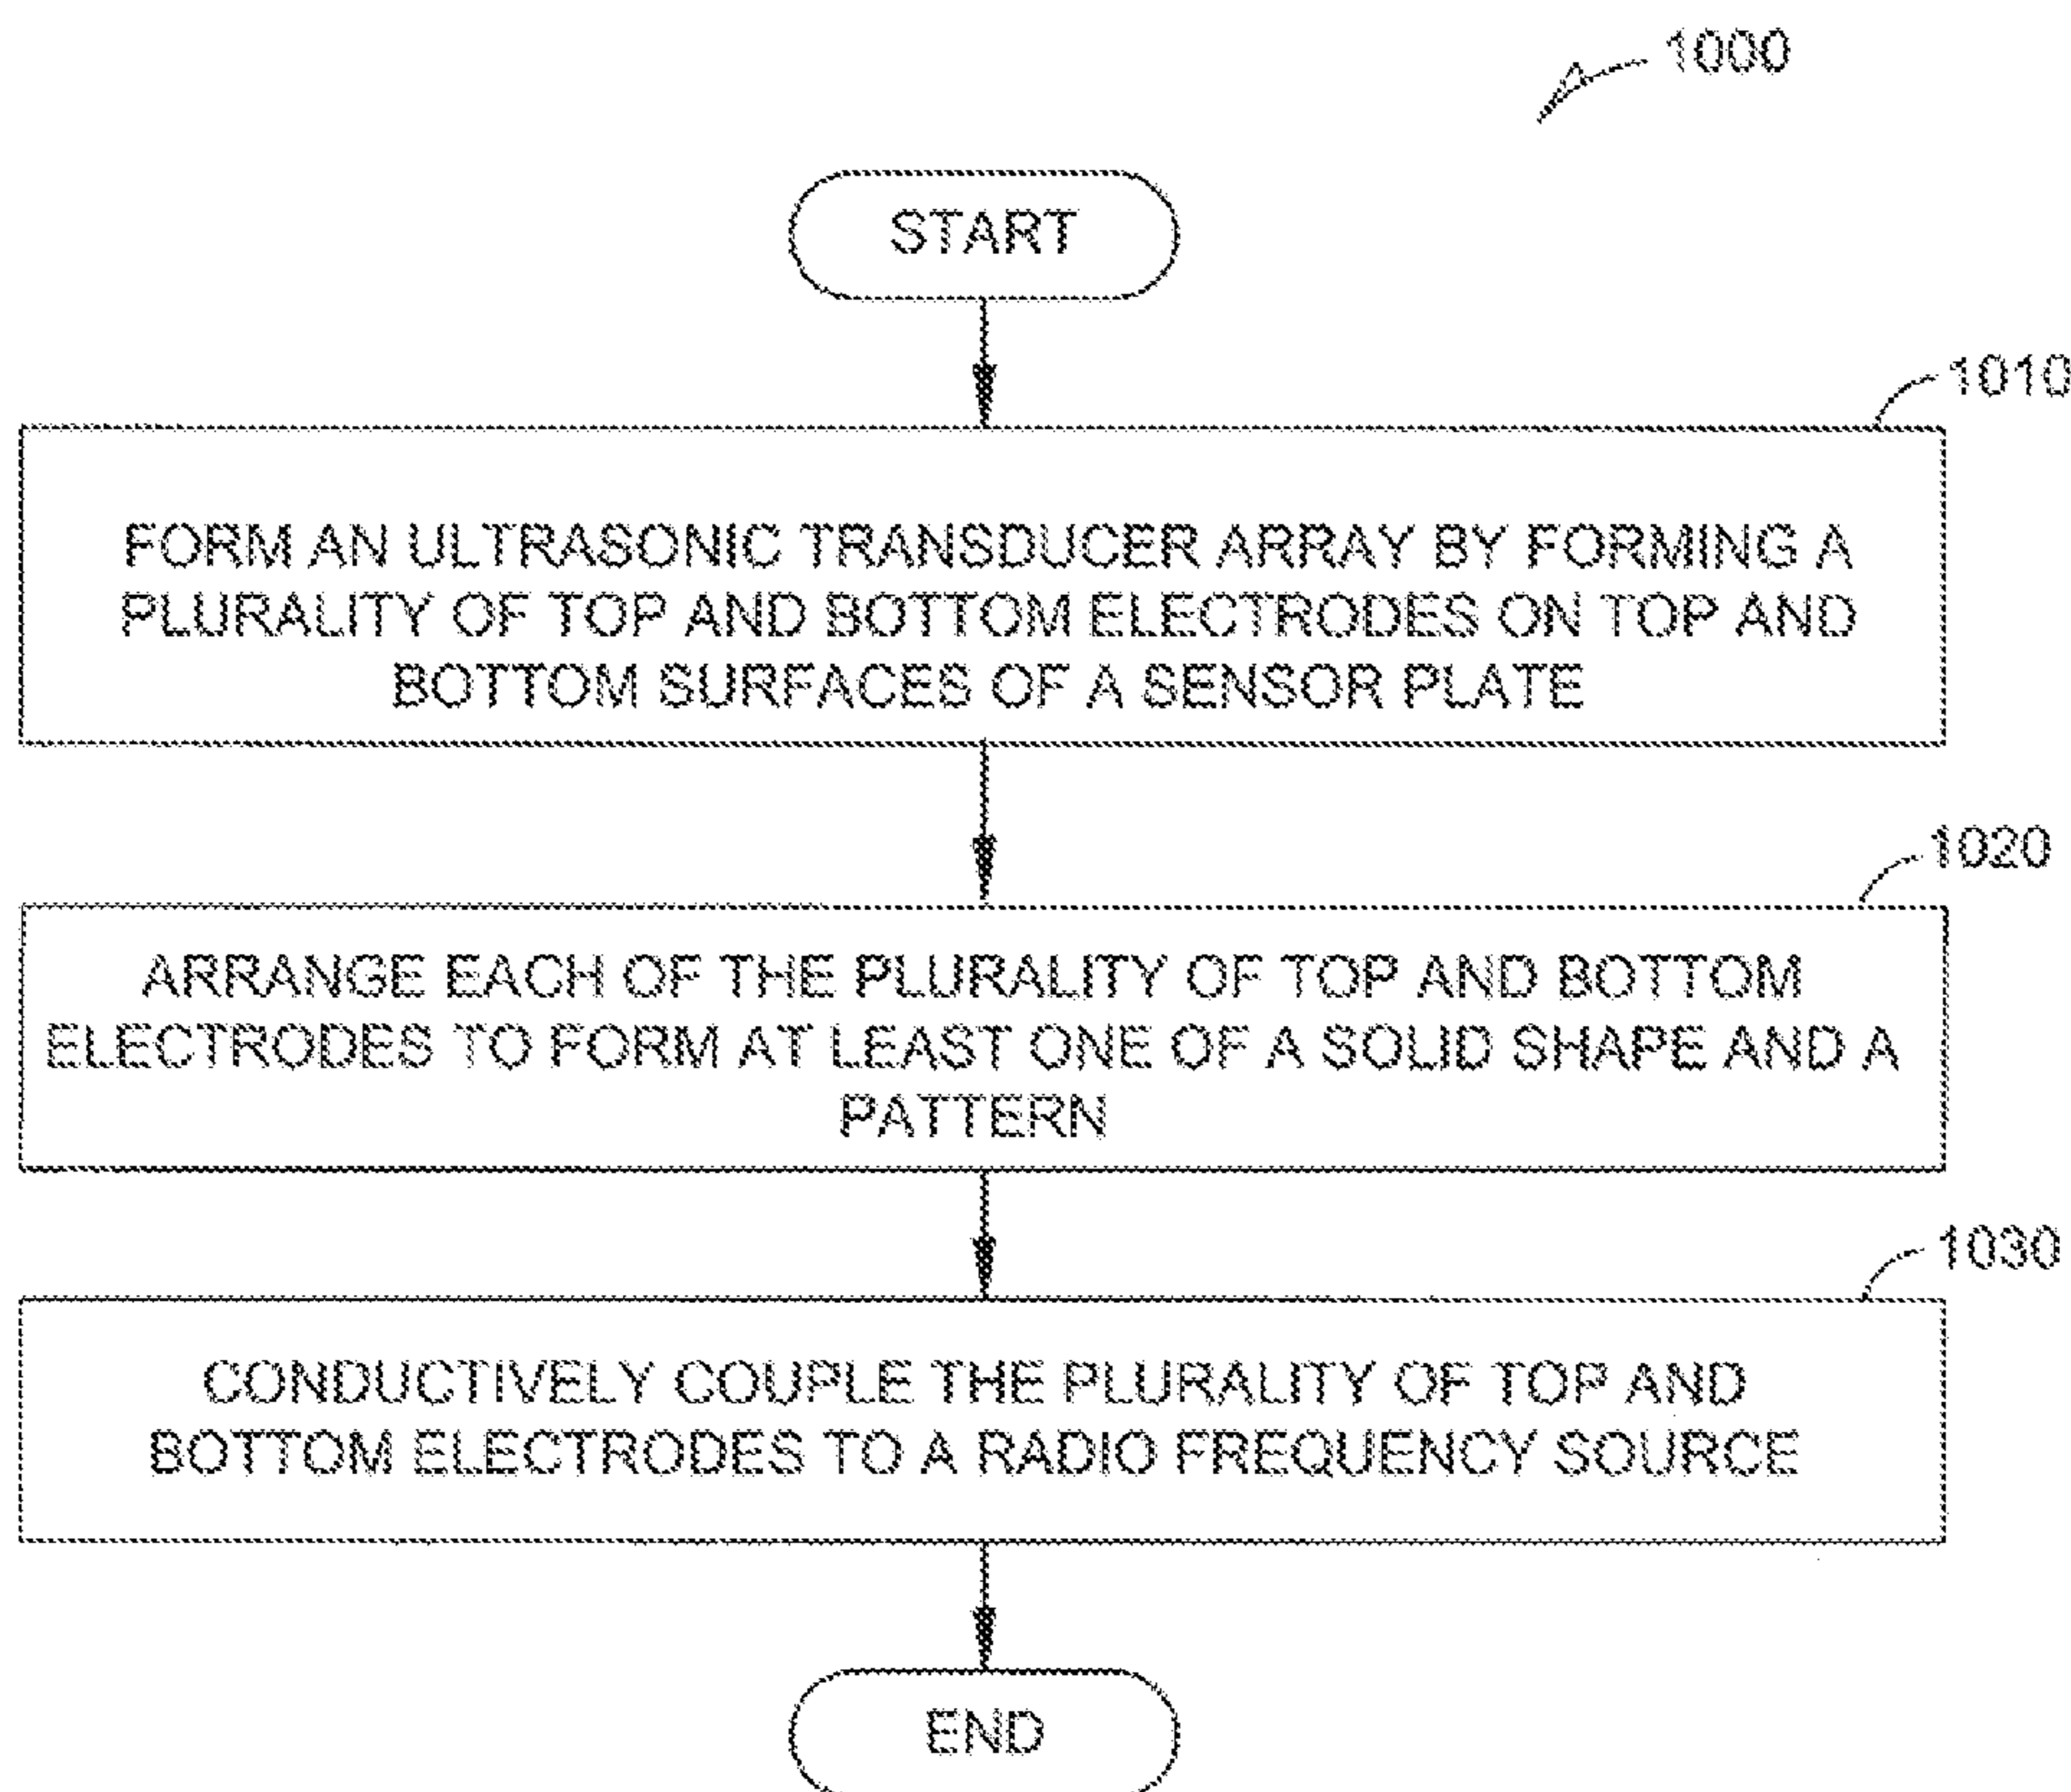 1000
START
1010
FORM AN ULTRASONIC TRANSDUCER ARRAY BY FORMING A
PLURALITY OF TOP AND BOTTOM ELECTRODES ON TOP AND
BOTTOM SURFACES OF A SENSOR PLATE
1020
ARRANGE EACH OF THE PLURALITY OF TOP AND BOTTOM
ELECTRODES TO FORM AT LEAST ONE OF A SOLID SHAPE AND A
PATTERN
1030
CONDUCTIVELY COUPLE THE PLURALITY OF TOP AND
BOTTOM ELECTRODES TO A RADIO FREQUENCY SOURCE
END